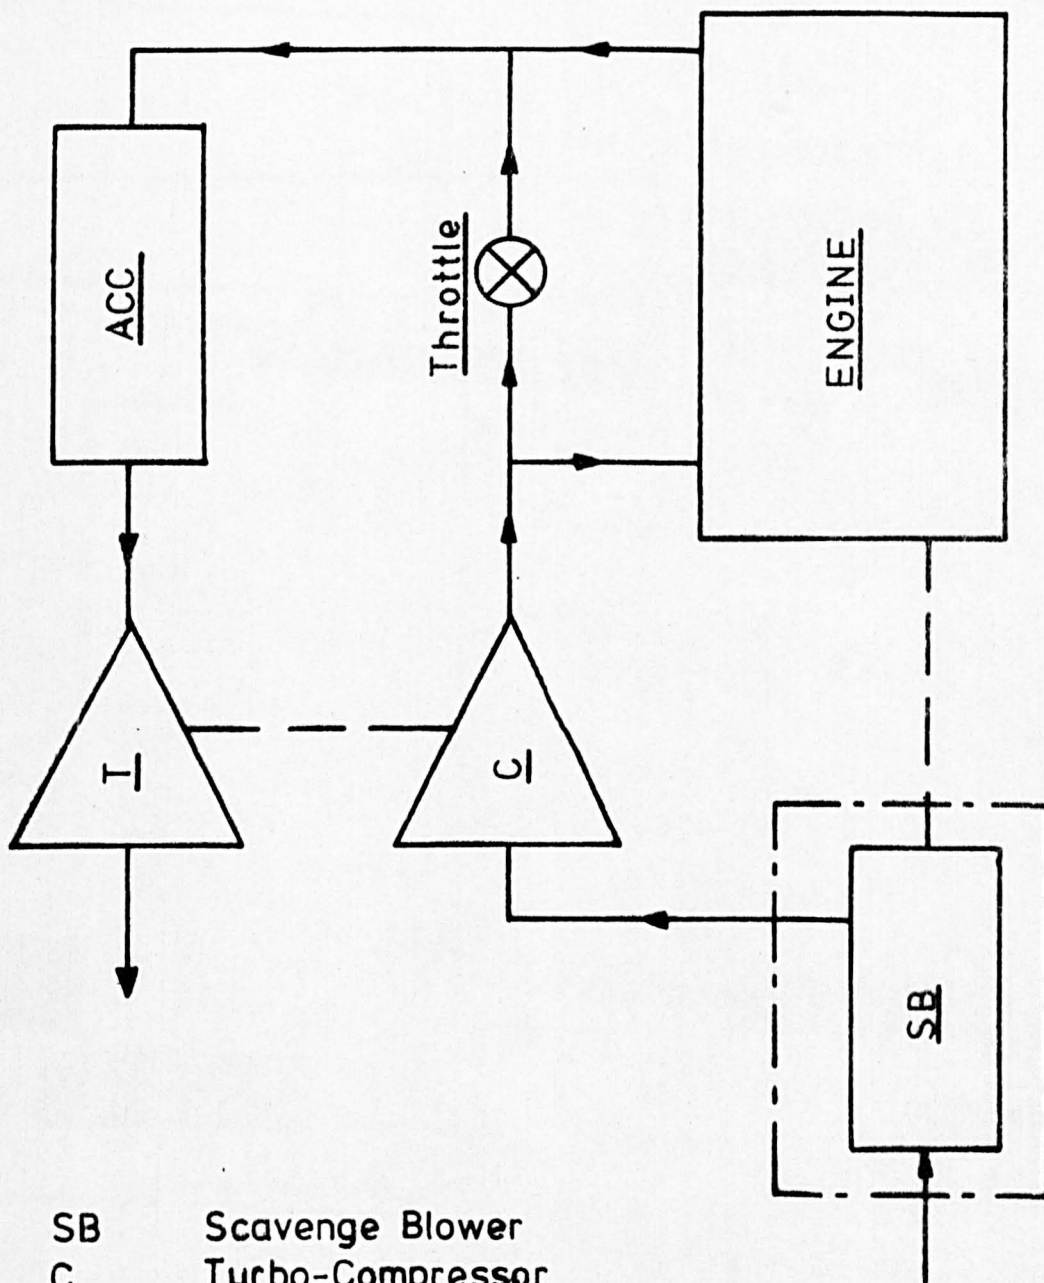 ACC
Throttle
ENGINE
T
C
SB
SB Scavenge Blower
C Turbo-Compressor